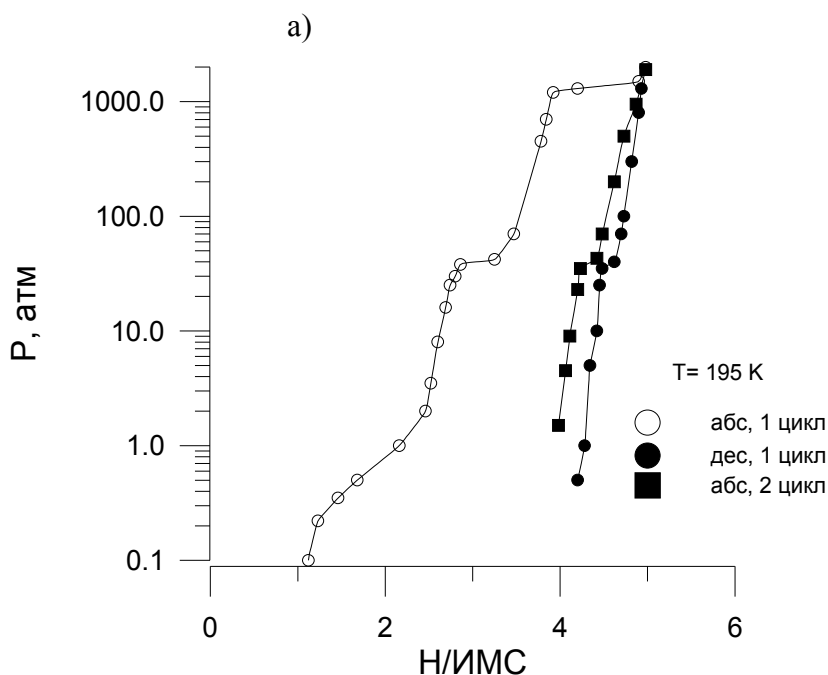 а)
Р, атм
1000.0
100.0
10.0
1.0
0.1
T= 195 K
абс, 1 цикл
дес, 1 цикл
абс, 2 цикл
0 2 4 6
Н/ИМС